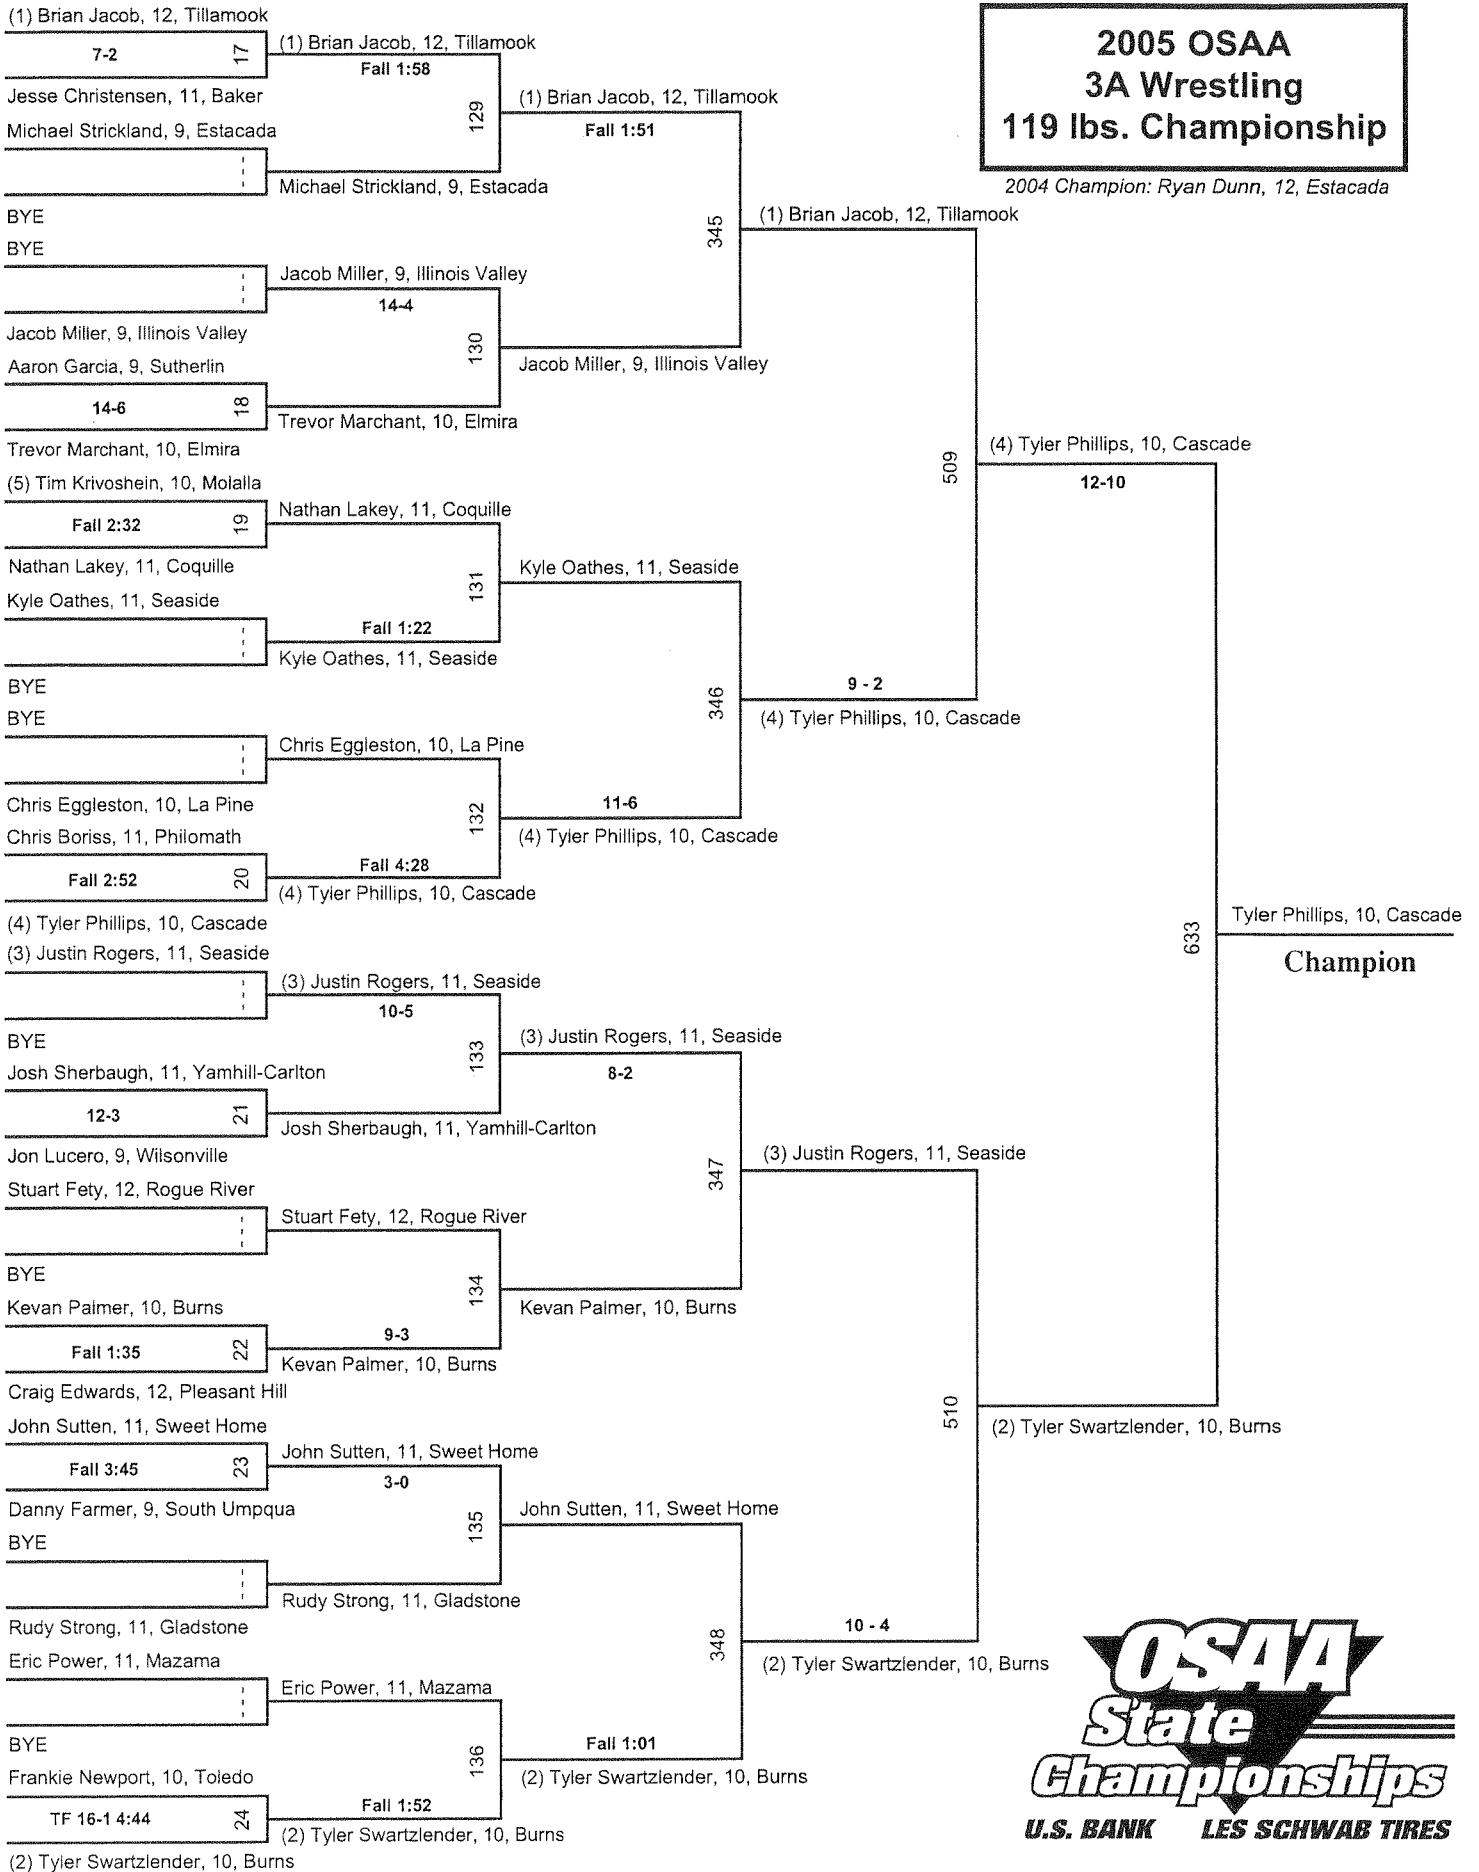 (1) Brian Jacob, 12, Tillamook
7-2
17
Jesse Christensen, 11, Baker
Michael Strickland, 9, Estacada
BYE
BYE
Jacob Miller, 9, Illinois Valley
Aaron Garcia, 9, Sutherlin
14-6
18
Trevor Marchant, 10, Elmira
(5) Tim Krivoshein, 10, Molalla
Fall 2:32
19
Nathan Lakey, 11, Coquille
Kyle Oathes, 11, Seaside
BYE
BYE
Chris Eggleston, 10, La Pine
Chris Boriss, 11, Philomath
Fall 2:52
20
(4) Tyler Phillips, 10, Cascade
(3) Justin Rogers, 11, Seaside
BYE
Josh Sherbaugh, 11, Yamhill-Carlton
12-3
21
Jon Lucero, 9, Wilsonville
Stuart Fety, 12, Rogue River
BYE
Kevan Palmer, 10, Burns
Fall 1:35
22
Craig Edwards, 12, Pleasant Hill
John Sutten, 11, Sweet Home
Fall 3:45
23
Danny Farmer, 9, South Umpqua
BYE
Rudy Strong, 11, Gladstone
Eric Power, 11, Mazama
BYE
Frankie Newport, 10, Toledo
TF 16-1 4:44
24
(2) Tyler Swartzlender, 10, Burns
(1) Brian Jacob, 12, Tillamook
Fall 1:58
129
Michael Strickland, 9, Estacada
Jacob Miller, 9, Illinois Valley
14-4
130
Trevor Marchant, 10, Elmira
Nathan Lakey, 11, Coquille
131
Fall 1:22
Kyle Oathes, 11, Seaside
Chris Eggleston, 10, La Pine
132
Fall 4:28
(4) Tyler Phillips, 10, Cascade
(3) Justin Rogers, 11, Seaside
10-5
133
Josh Sherbaugh, 11, Yamhill-Carlton
Stuart Fety, 12, Rogue River
134
9-3
Kevan Palmer, 10, Burns
John Sutten, 11, Sweet Home
3-0
135
Rudy Strong, 11, Gladstone
Eric Power, 11, Mazama
136
Fall 1:52
(2) Tyler Swartzlender, 10, Burns
(1) Brian Jacob, 12, Tillamook
Fall 1:51
345
Jacob Miller, 9, Illinois Valley
Kyle Oathes, 11, Seaside
346
11-6
(4) Tyler Phillips, 10, Cascade
(3) Justin Rogers, 11, Seaside
8-2
347
Kevan Palmer, 10, Burns
John Sutten, 11, Sweet Home
348
Fall 1:01
(2) Tyler Swartzlender, 10, Burns
(1) Brian Jacob, 12, Tillamook
509
9 - 2
(4) Tyler Phillips, 10, Cascade
(3) Justin Rogers, 11, Seaside
510
10 - 4
(2) Tyler Swartzlender, 10, Burns
(4) Tyler Phillips, 10, Cascade
12-10
633
(2) Tyler Swartzlender, 10, Burns
Tyler Phillips, 10, Cascade
Champion
2005 OSAA
3A Wrestling
119 lbs. Championship
2004 Champion: Ryan Dunn, 12, Estacada
OSAA
State
Championships
U.S. BANK LES SCHWAB TIRES